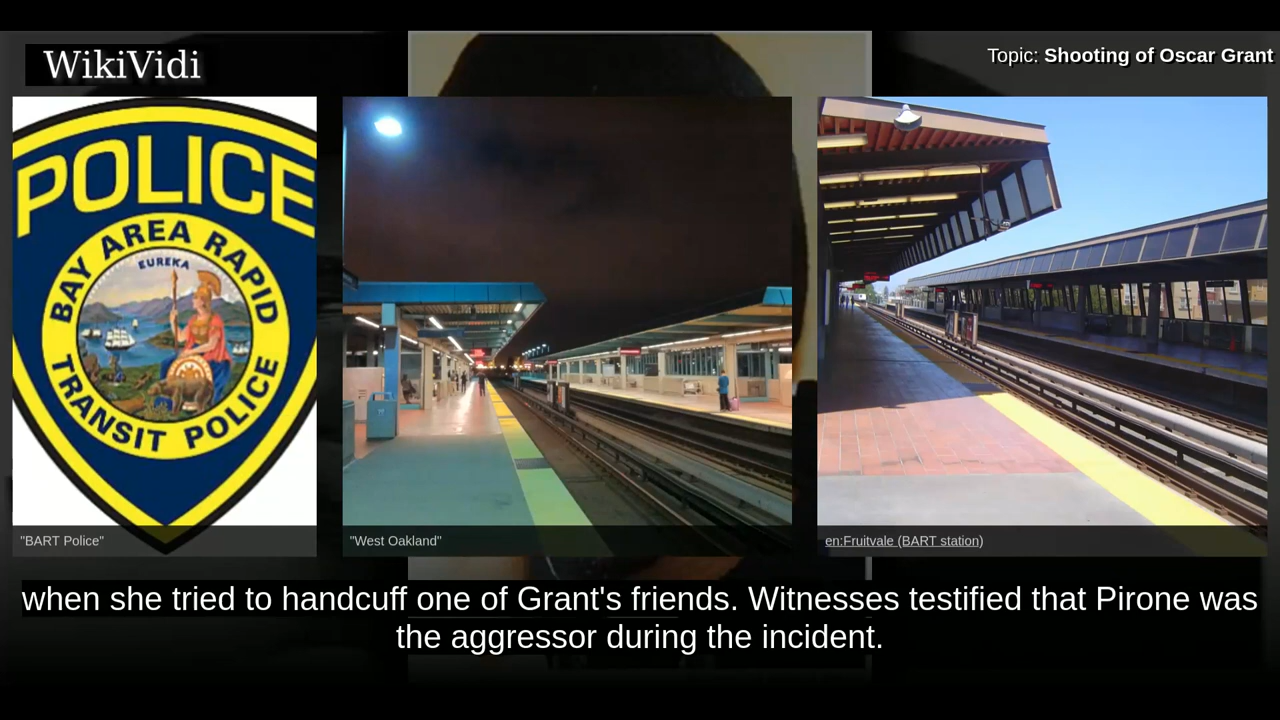 WikiVidi
Topic: Shooting of Oscar Grant
POLICE
BAY AREA RAPID
EUREKA
TRANSIT POLICE
"BART Police"
"West Oakland"
en:Fruitvale (BART station)
when she tried to handcuff one of Grant's friends. Witnesses testified that Pirone was
the aggressor during the incident.